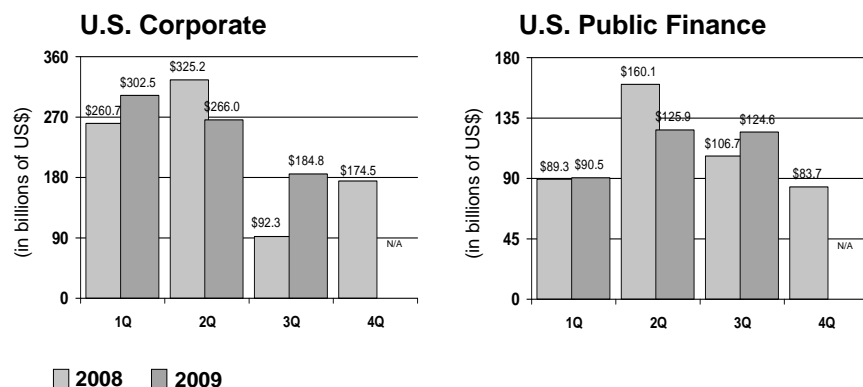 U.S. Corporate
(in billions of US$)
360
270
180
90
0
$260.7
$302.5
$325.2
$266.0
$92.3
$184.8
$174.5
N/A
1Q
2Q
3Q
4Q
U.S. Public Finance
(in billions of US$)
180
135
90
45
0
$89.3
$90.5
$160.1
$125.9
$106.7
$124.6
$83.7
N/A
1Q
2Q
3Q
4Q
2008
2009